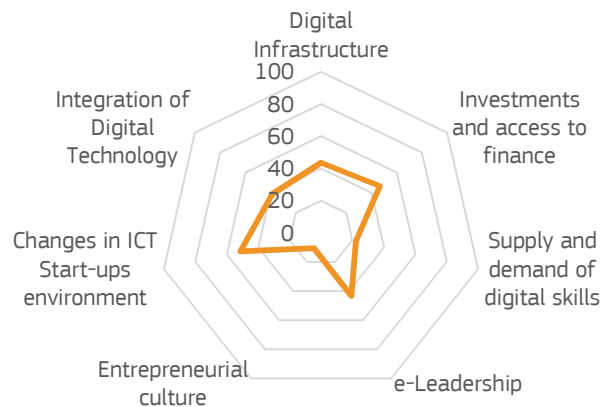 Digital
Infrastructure
100
80
60
40
20
0
Investments
and access to
finance
Supply and
demand of
digital skills
e-Leadership
Entrepreneurial
culture
Changes in ICT
Start-ups
environment
Integration of
Digital
Technology